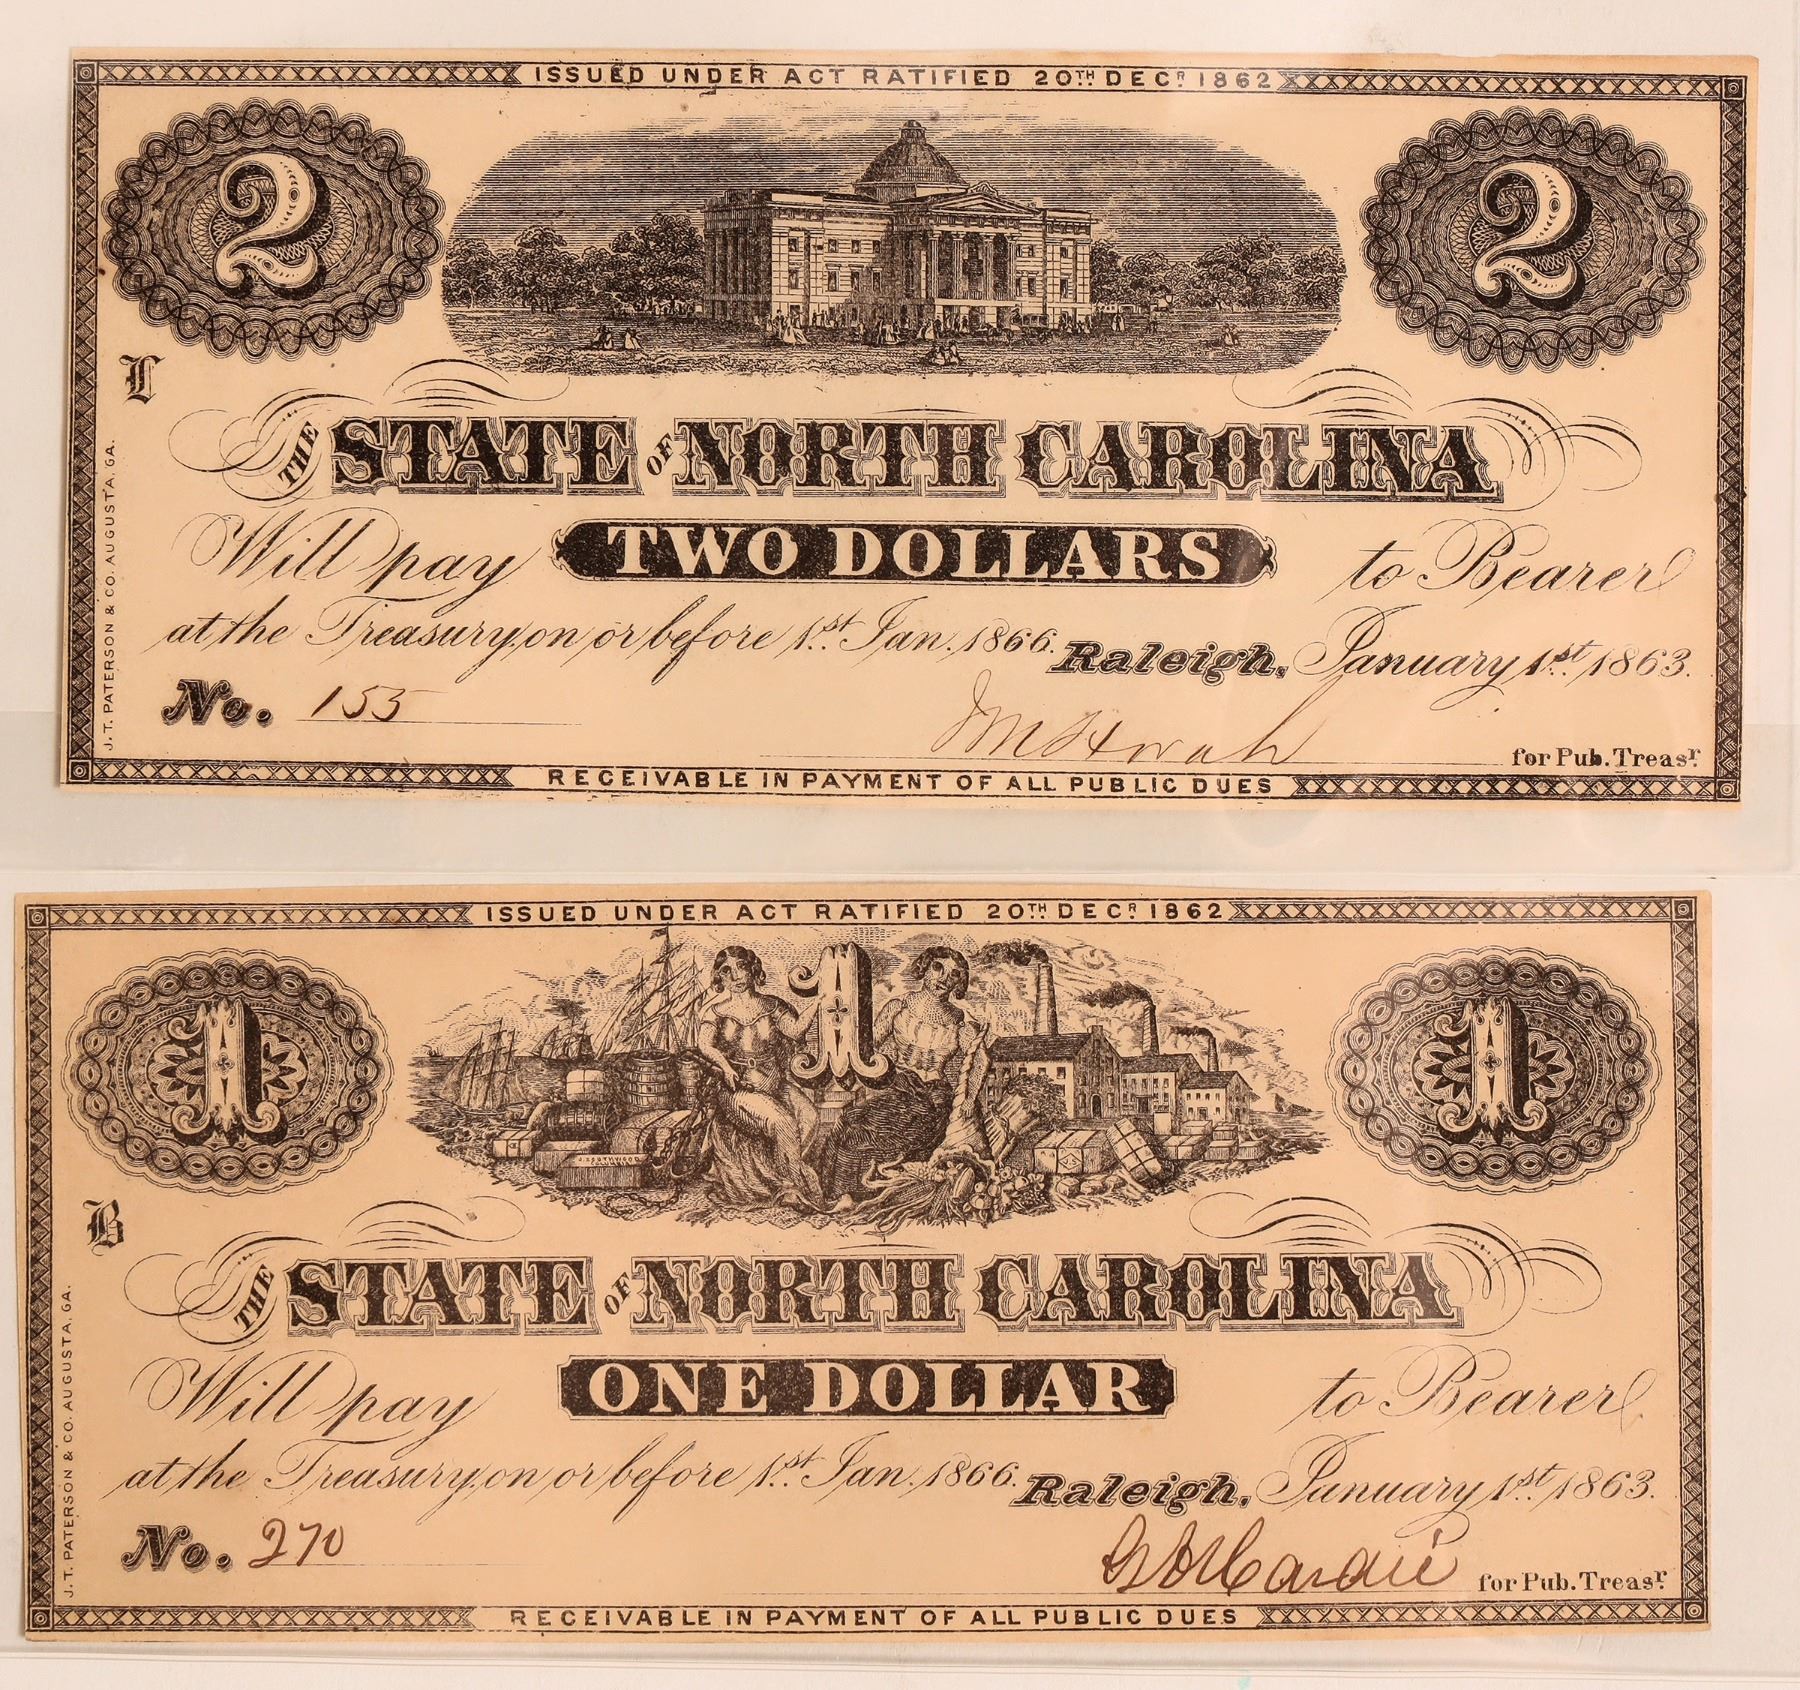 ISSUED UNDER ACT RATIFIED 20TH DECR 1862
2 2
L
THE STATE OF NORTH CAROLINA
Will pay TWO DOLLARS to Bearer
at the Treasury, on or before 1st Jan. 1866. Raleigh, January 1st 1863.
No. 155
for Pub. Treasr.
RECEIVABLE IN PAYMENT OF ALL PUBLIC DUES
J. T. PATERSON & CO. AUGUSTA, GA.
ISSUED UNDER ACT RATIFIED 20TH DECR 1862
1 1 1
B
THE STATE OF NORTH CAROLINA
Will pay ONE DOLLAR to Bearer
at the Treasury, on or before 1st Jan. 1866. Raleigh, January 1st 1863.
No. 270
for Pub. Treasr.
RECEIVABLE IN PAYMENT OF ALL PUBLIC DUES
J. T. PATERSON & CO. AUGUSTA, GA.